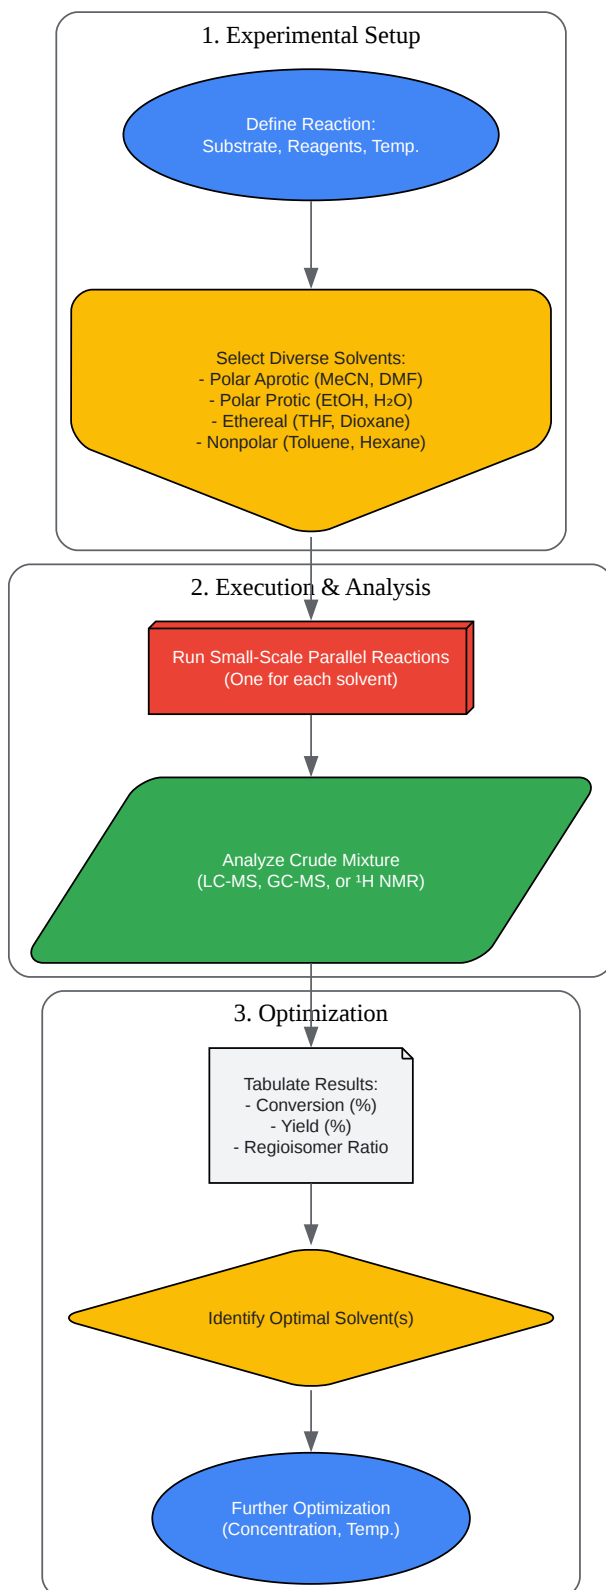 1. Experimental Setup
Define Reaction:
Substrate, Reagents, Temp.
Select Diverse Solvents:
- Polar Aprotic (MeCN, DMF)
- Polar Protic (EtOH, H₂O)
- Ethereal (THF, Dioxane)
- Nonpolar (Toluene, Hexane)
2. Execution & Analysis
Run Small-Scale Parallel Reactions
(One for each solvent)
Analyze Crude Mixture
(LC-MS, GC-MS, or ¹H NMR)
3. Optimization
Tabulate Results:
- Conversion (%)
- Yield (%)
- Regioisomer Ratio
Identify Optimal Solvent(s)
Further Optimization
(Concentration, Temp.)